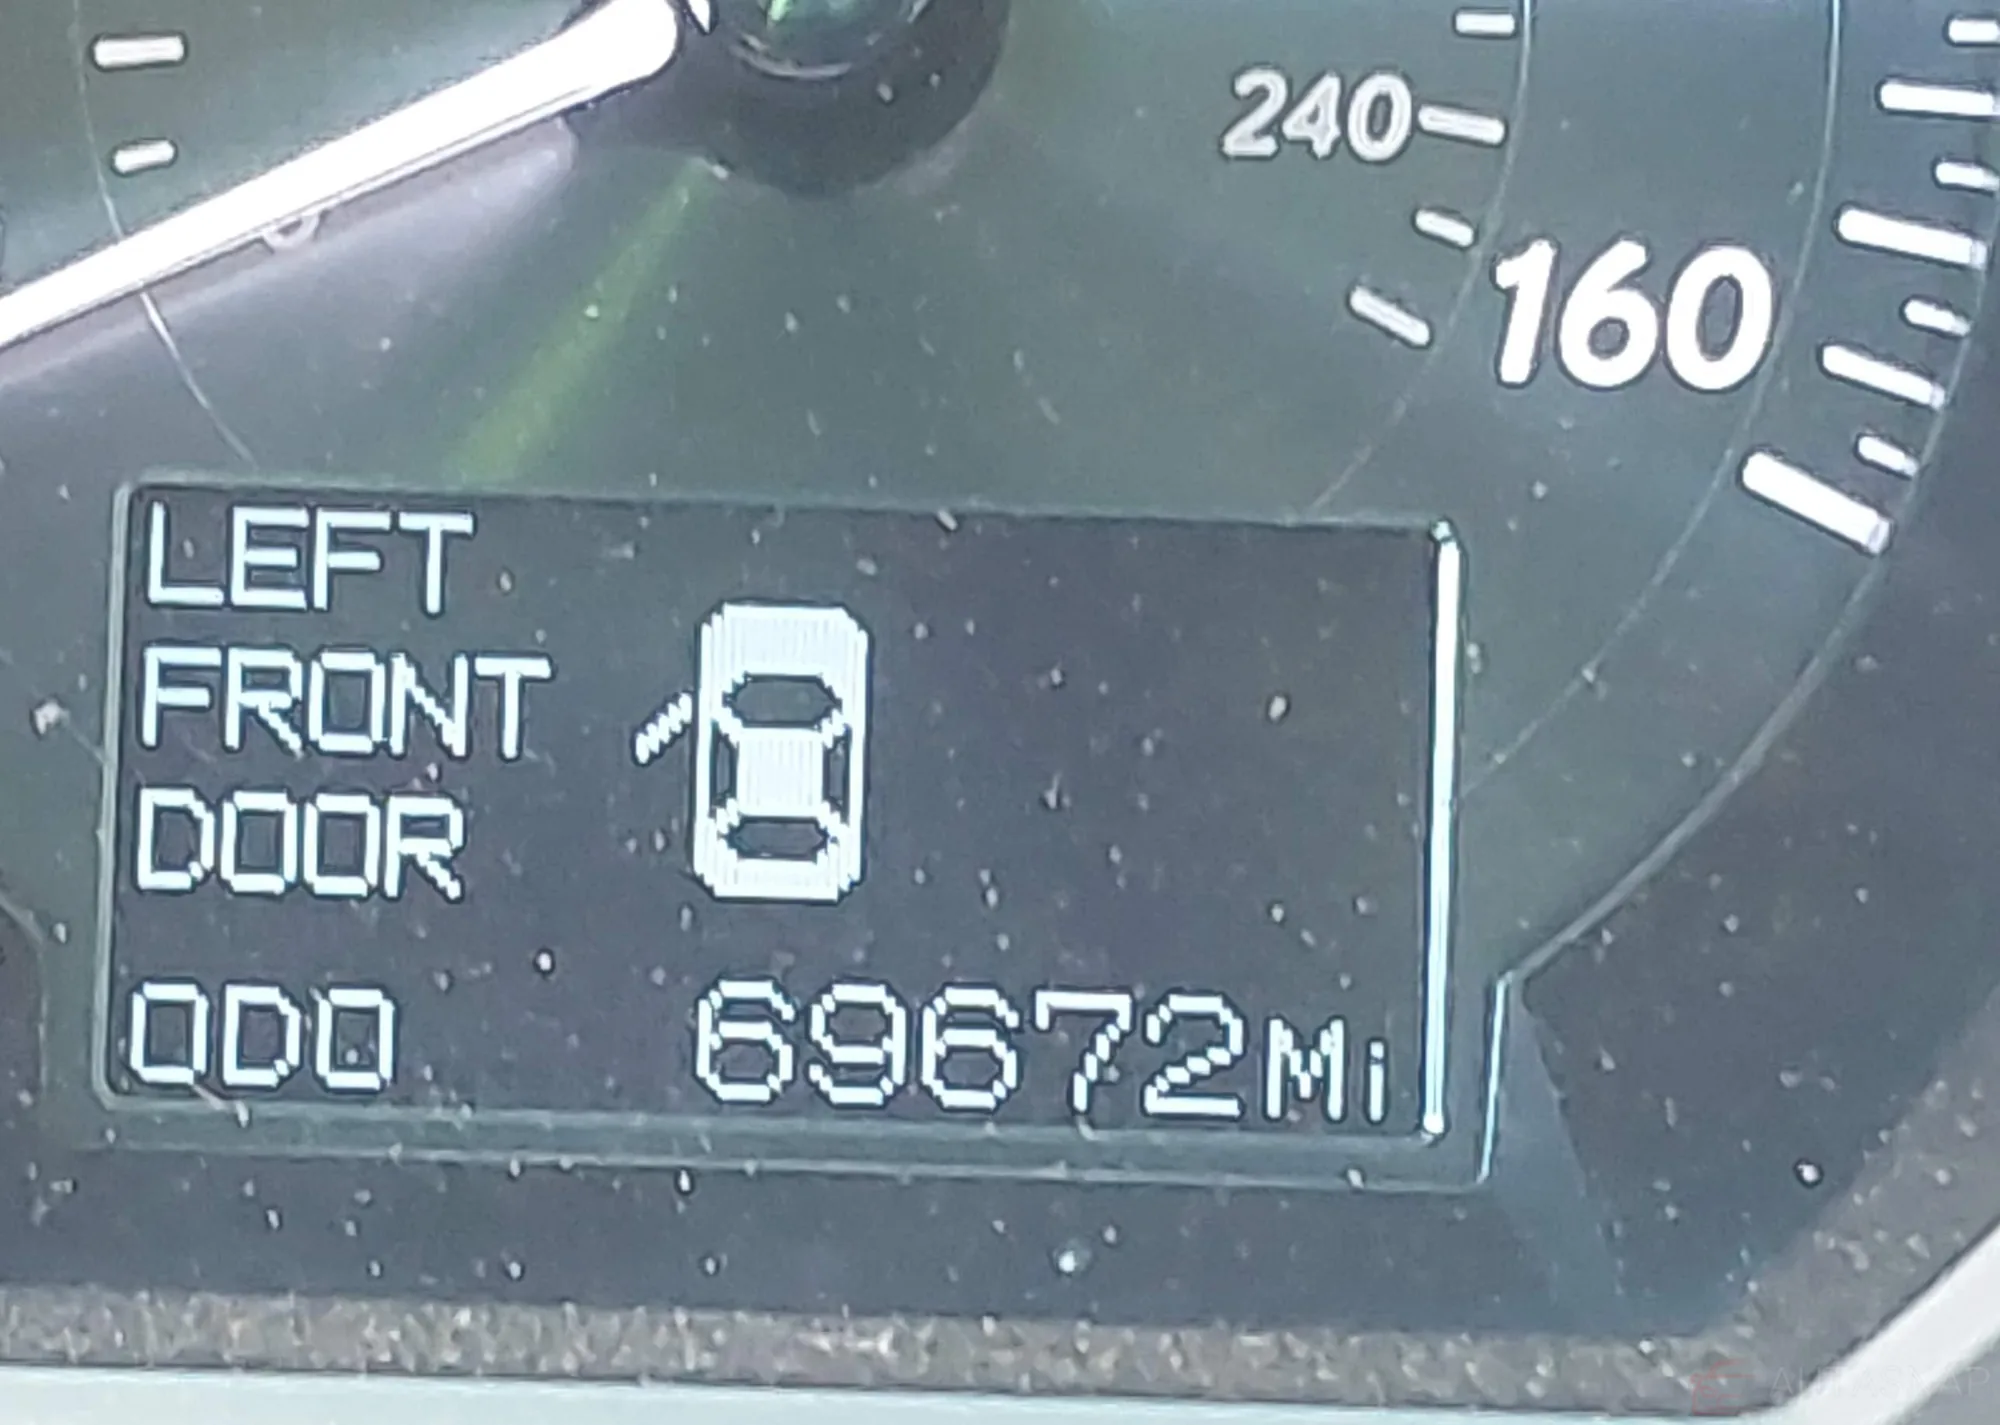 240
160
LEFT
FRONT
DOOR
ODO 69672Mi